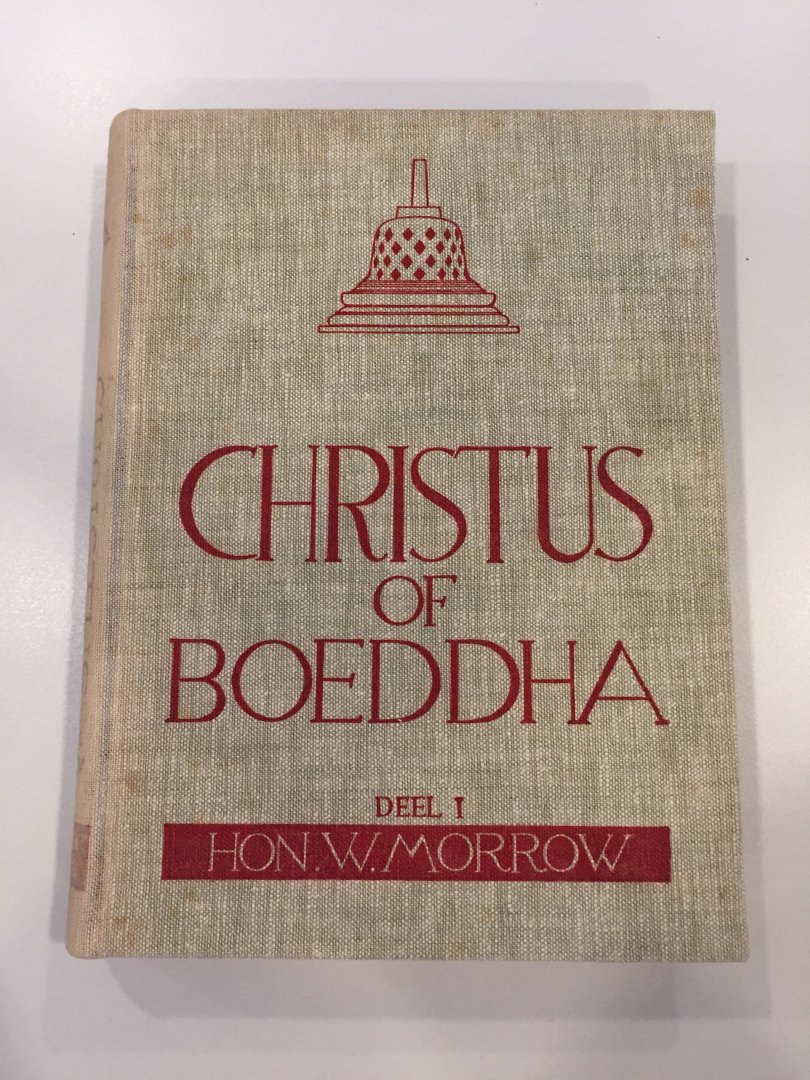 CHRISTUS
OF
BOEDDHA
DEEL I
HON. W. MORROW